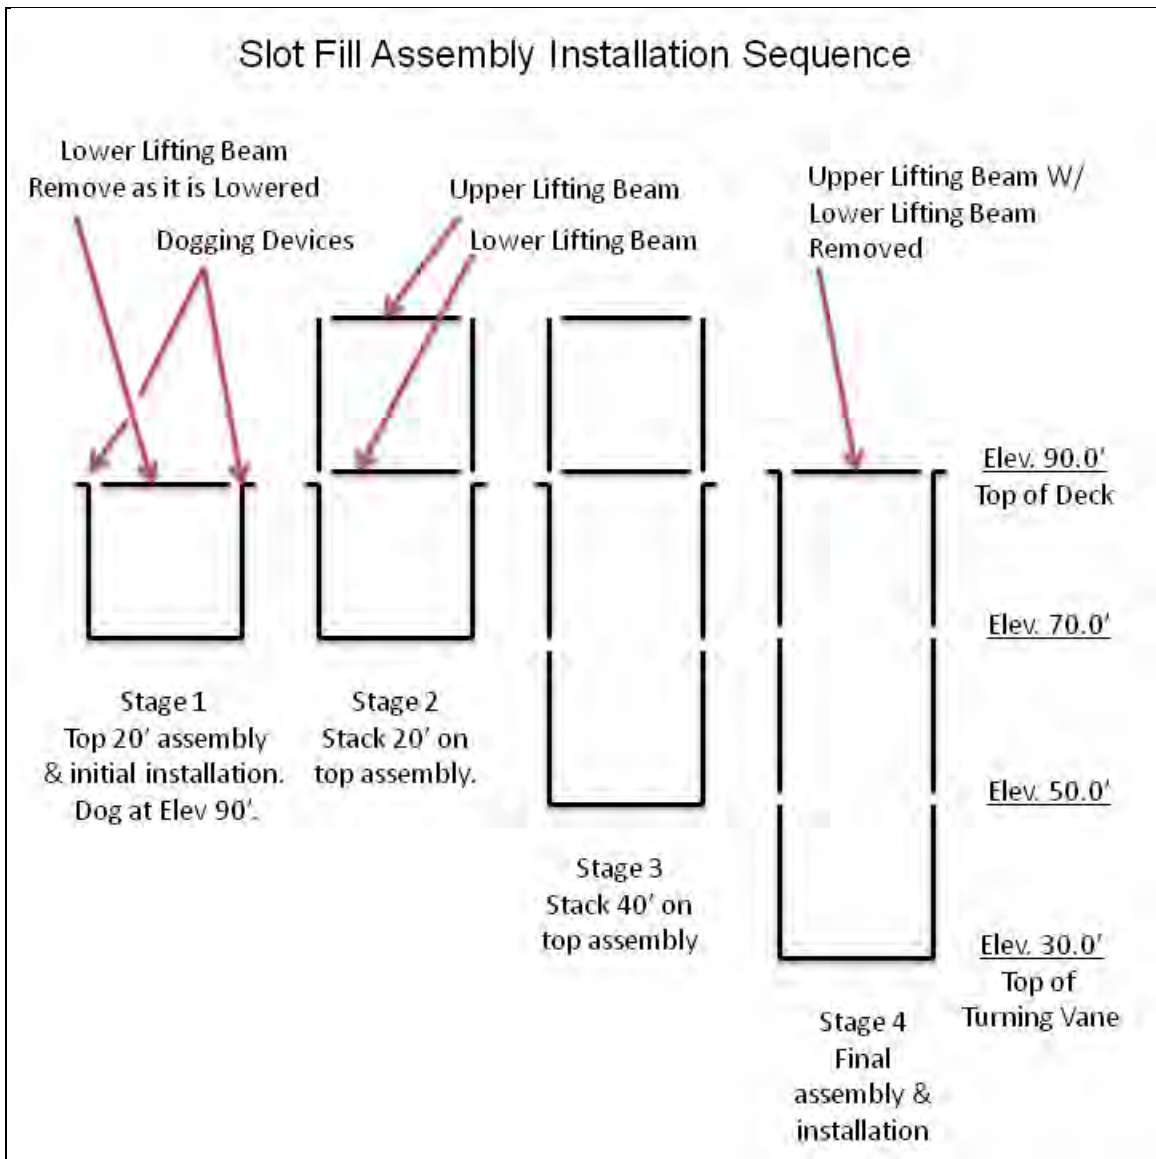 Slot Fill Assembly Installation Sequence
Lower Lifting Beam
Remove as it is Lowered
Dogging Devices
Upper Lifting Beam
Lower Lifting Beam
Upper Lifting Beam W/
Lower Lifting Beam
Removed
Elev. 90.0'
Top of Deck
Elev. 70.0'
Elev. 50.0'
Elev. 30.0'
Top of
Turning Vane
Stage 1
Top 20' assembly
& initial installation.
Dog at Elev 90'.
Stage 2
Stack 20' on
top assembly.
Stage 3
Stack 40' on
top assembly
Stage 4
Final
assembly &
installation